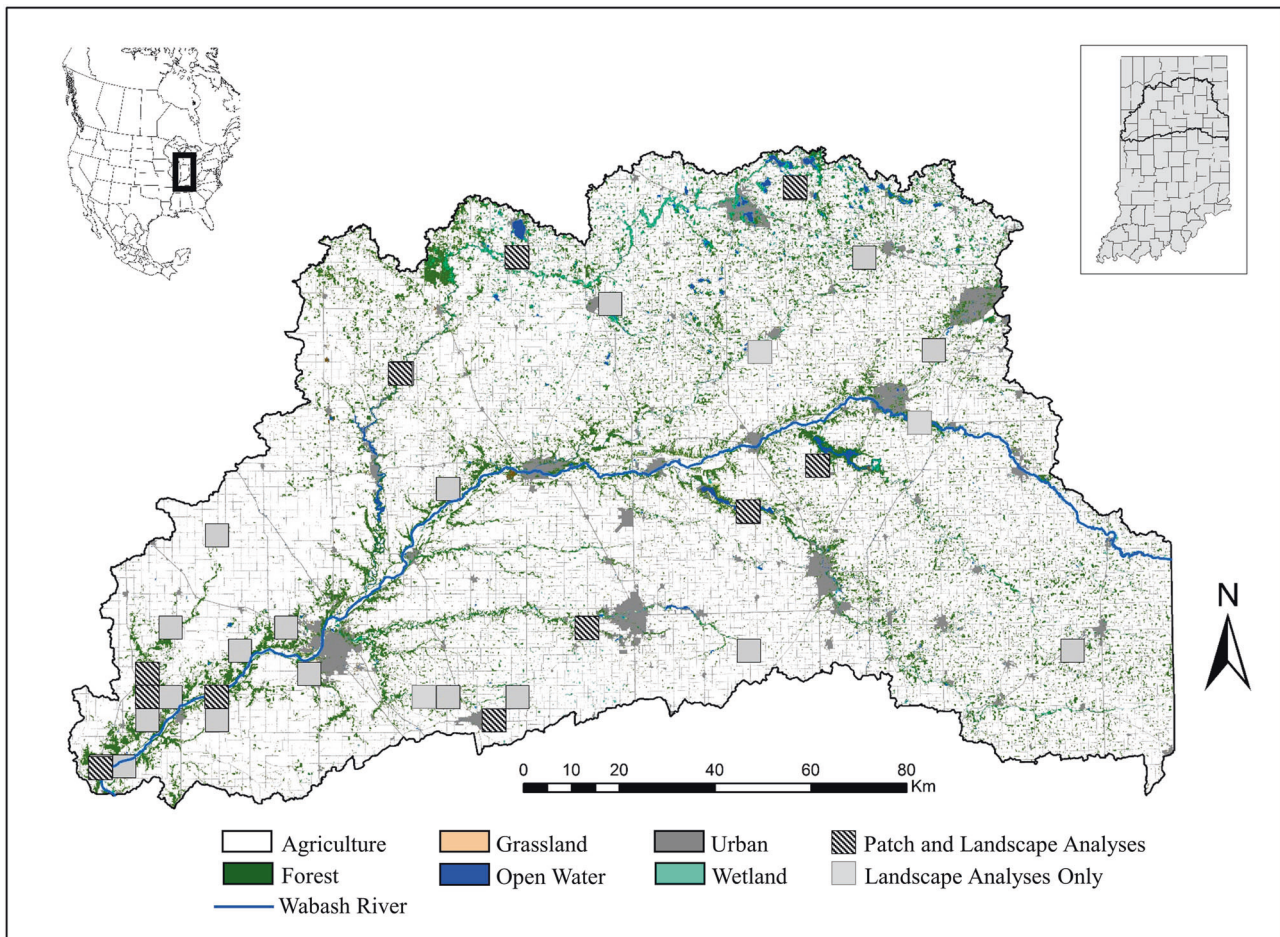 N
0 10 20 40 60 80
Km
Agriculture Grassland Urban Patch and Landscape Analyses
Forest Open Water Wetland Landscape Analyses Only
Wabash River